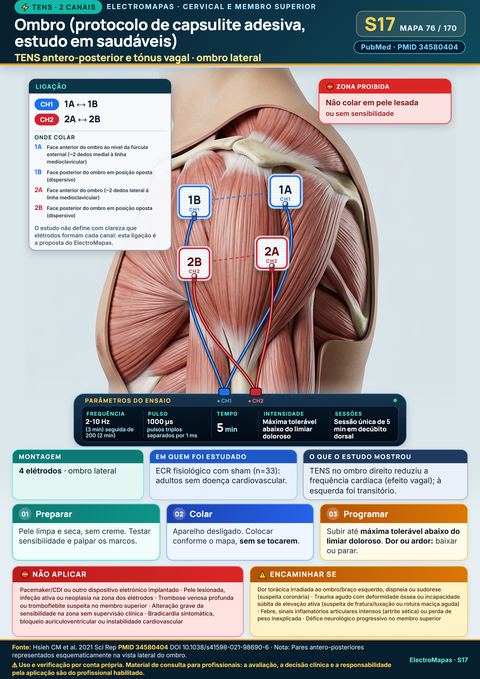 TENS · 2 CANAIS
ELECTROMAPAS · CERVICAL E MEMBRO SUPERIOR
Ombro (protocolo de capsulite adesiva,
estudo em saudáveis)
TENS antero-posterior e tónus vagal · ombro lateral
S17 MAPA 76 / 170
PubMed · PMID 34580404
LIGAÇÃO
CH1 1A ↔ 1B
CH2 2A ↔ 2B
ONDE COLAR
1A Face anterior do ombro ao nível da fúrcula
esternal (~2 dedos medial à linha
medioclavicular)
1B Face posterior do ombro em posição oposta
(dispersivo)
2A Face anterior do ombro (~2 dedos lateral à
linha medioclavicular)
2B Face posterior do ombro em posição oposta
(dispersivo)
O estudo não define com clareza que
elétrodos formam cada canal; esta ligação é
a proposta do ElectroMapas.
⛔ ZONA PROIBIDA
Não colar em pele lesada
ou sem sensibilidade
1B
CH1
1A
CH1
2B
CH2
2A
CH2
CH1
CH2
PARÂMETROS DO ENSAIO
FREQUÊNCIA
2-10 Hz
(3 min) seguida de
200 (2 min)
PULSO
1000 µs
pulsos triplos
separados por 1 ms
TEMPO
5 min
INTENSIDADE
Máxima tolerável
abaixo do limiar
doloroso
SESSÕES
Sessão única de 5
min em decúbito
dorsal
MONTAGEM
4 elétrodos · ombro lateral
EM QUEM FOI ESTUDADO
ECR fisiológico com sham (n=33):
adultos sem doença cardiovascular.
O QUE O ESTUDO MOSTROU
TENS no ombro direito reduziu a
frequência cardíaca (efeito vagal); à
esquerda foi transitório.
01 Preparar
Pele limpa e seca, sem creme. Testar
sensibilidade e palpar os marcos.
02 Colar
Aparelho desligado. Colocar
conforme o mapa, sem se tocarem.
03 Programar
Subir até máxima tolerável abaixo do
limiar doloroso. Dor ou ardor: baixar
ou parar.
⛔ NÃO APLICAR
Pacemaker/CDI ou outro dispositivo eletrónico implantado · Pele lesionada,
infeção ativa ou neoplasia na zona dos elétrodos · Trombose venosa profunda
ou tromboflebite suspeita no membro superior · Alteração grave da
sensibilidade na zona sem supervisão clínica · Bradicardia sintomática,
bloqueio auriculoventricular ou instabilidade cardiovascular
⚠ ENCAMINHAR SE
Dor torácica irradiada ao ombro/braço esquerdo, dispneia ou sudorese
(suspeita coronária) · Trauma agudo com deformidade óssea ou incapacidade
súbita de elevação ativa (suspeita de fratura/luxação ou rotura maciça aguda)
· Febre, sinais inflamatórios articulares intensos (artrite sética) ou perda de
peso inexplicada · Défice neurológico progressivo no membro superior
Fonte: Hsieh CM et al. 2021 Sci Rep PMID 34580404 DOI 10.1038/s41598-021-98690-6 · Nota: Pares antero-posteriores
representados esquematicamente na vista lateral do ombro.
⚠ Uso e verificação por conta própria. Material de consulta para profissionais: a avaliação, a decisão clínica e a responsabilidade
pela aplicação são do profissional habilitado.
ElectroMapas · S17